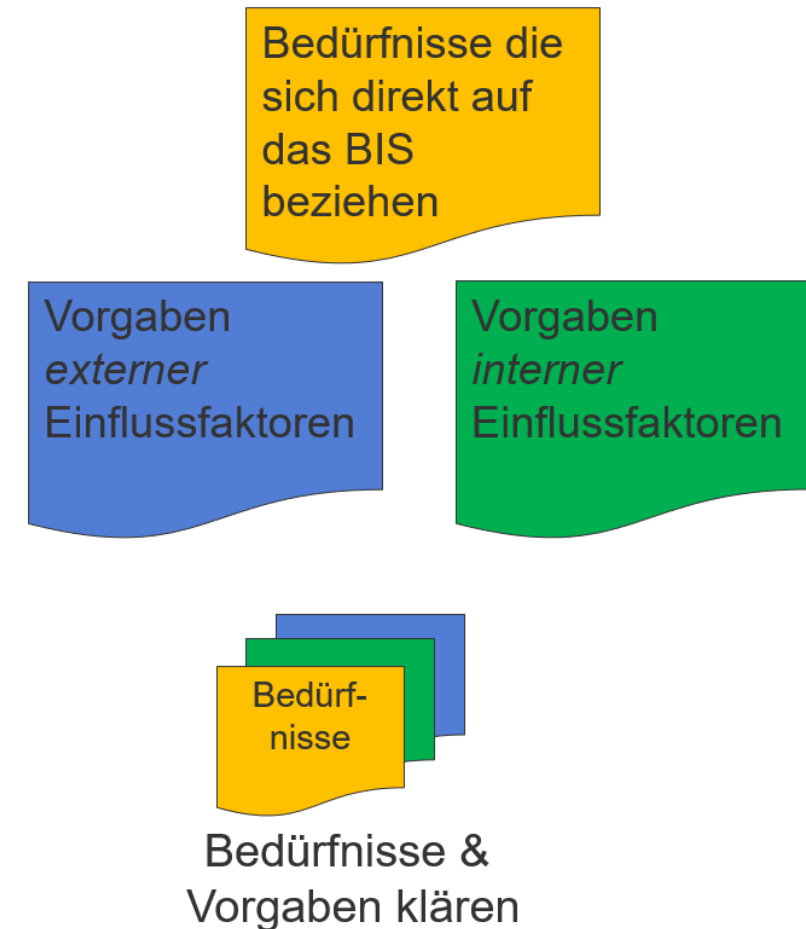 Bedürfnisse die
sich direkt auf
das BIS
beziehen
Vorgaben
externer
Einflussfaktoren
Vorgaben
interner
Einflussfaktoren
Bedürf-
nisse
Bedürfnisse &
Vorgaben klären